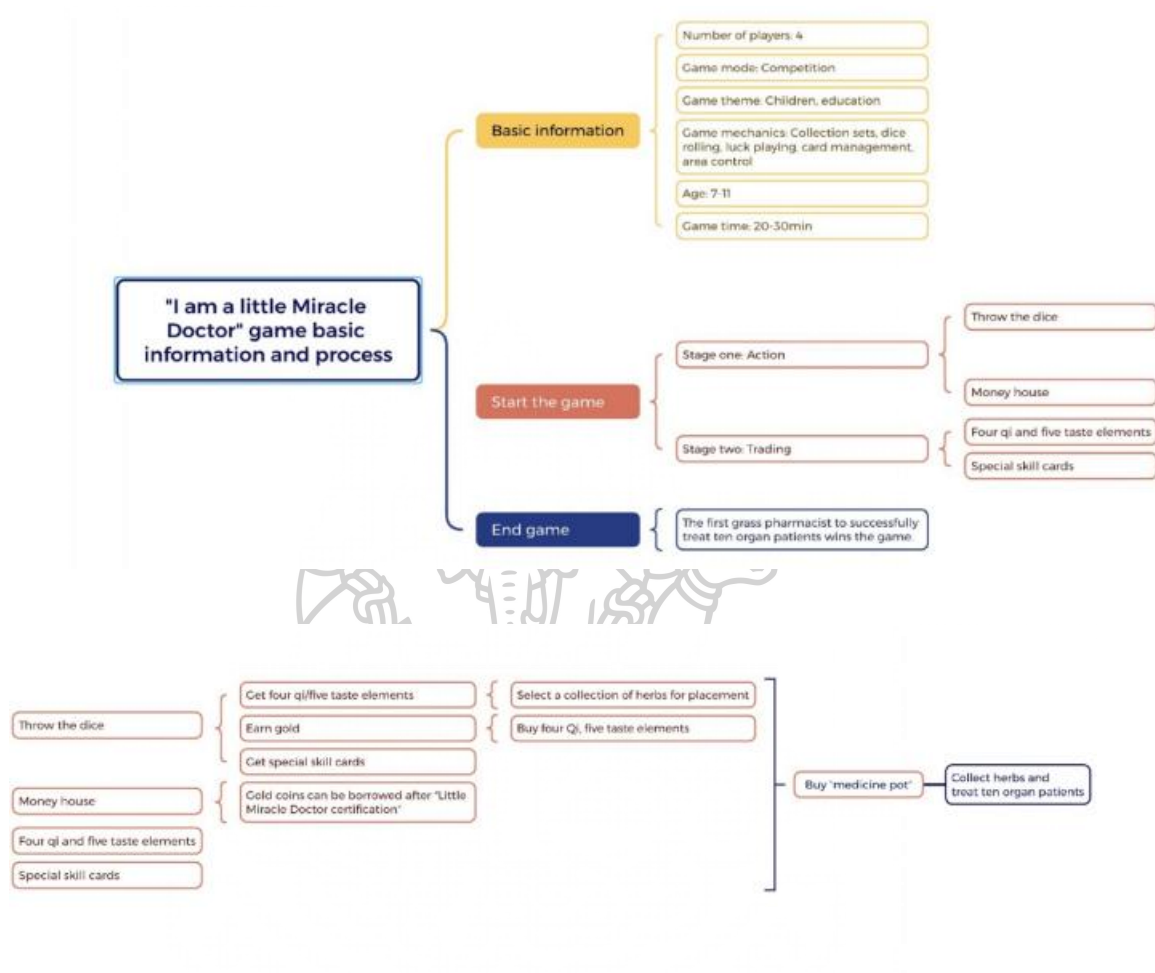 Number of players: 4
Game mode: Competition
Game theme: Children, education
Game mechanics: Collection sets, dice
rolling, luck playing, card management,
area control
Age: 7-11
Game time: 20-30min
Basic information
"I am a little Miracle
Doctor" game basic
information and process
Start the game
Stage one: Action
Throw the dice
Money house
Stage two: Trading
Four qi and five taste elements
Special skill cards
End game
The first grass pharmacist to successfully
treat ten organ patients wins the game.
Throw the dice
Get four qi/five taste elements
Select a collection of herbs for placement
Earn gold
Buy four Qi, five taste elements
Get special skill cards
Money house
Gold coins can be borrowed after "Little
Miracle Doctor certification"
Four qi and five taste elements
Special skill cards
Buy "medicine pot"
Collect herbs and
treat ten organ patients